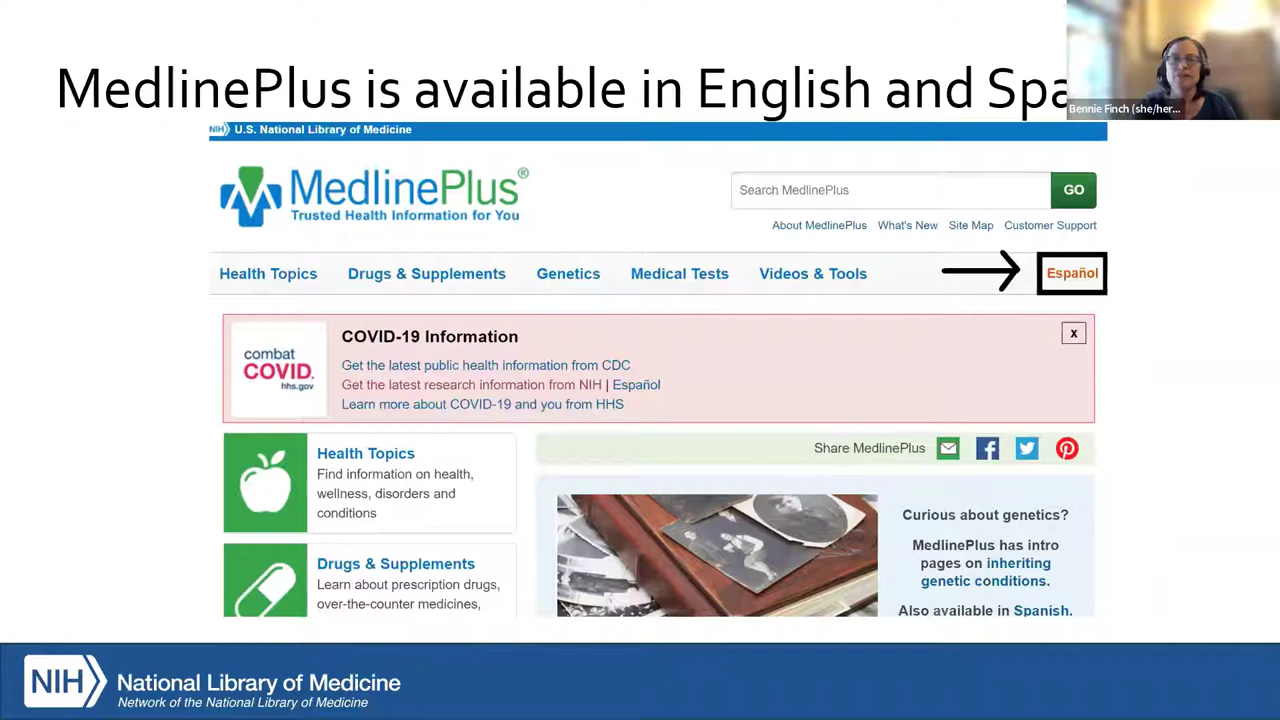 MedlinePlus is available in English and Spa
Bennie Finch (she/her...
NIH U.S. National Library of Medicine
MedlinePlus®
Trusted Health Information for You
Search MedlinePlus GO
About MedlinePlus What's New Site Map Customer Support
Health Topics Drugs & Supplements Genetics Medical Tests Videos & Tools Español
COVID-19 Information x
combat
COVID.
hhs.gov
Get the latest public health information from CDC
Get the latest research information from NIH | Español
Learn more about COVID-19 and you from HHS
Health Topics
Find information on health,
wellness, disorders and
conditions
Drugs & Supplements
Learn about prescription drugs,
over-the-counter medicines,
Share MedlinePlus
Curious about genetics?
MedlinePlus has intro
pages on inheriting
genetic conditions.
Also available in Spanish.
NIH National Library of Medicine
Network of the National Library of Medicine